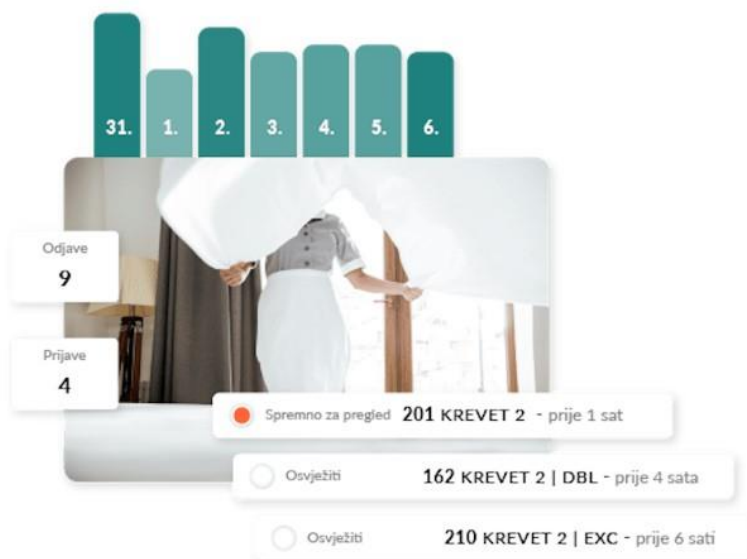 31. 1. 2. 3. 4. 5. 6.
Odjave
9
Prijave
4
Spremno za pregled 201 KREVET 2 - prije 1 sat
Osvježiti 162 KREVET 2 | DBL - prije 4 sata
Osvježiti 210 KREVET 2 | EXC - prije 6 sati